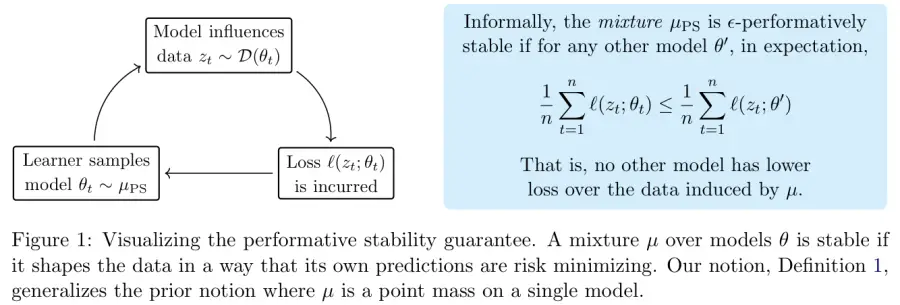 Model influences
data z_t ∼ 𝒟(θ_t)
Learner samples
model θ_t ∼ μ_PS
Loss ℓ(z_t; θ_t)
is incurred
Informally, the mixture μ_PS is ϵ-performatively
stable if for any other model θ′, in expectation,
1/n ∑_{t=1}^{n} ℓ(z_t; θ_t) ≤ 1/n ∑_{t=1}^{n} ℓ(z_t; θ′)
That is, no other model has lower
loss over the data induced by μ.
Figure 1: Visualizing the performative stability guarantee. A mixture μ over models θ is stable if
it shapes the data in a way that its own predictions are risk minimizing. Our notion, Definition 1,
generalizes the prior notion where μ is a point mass on a single model.